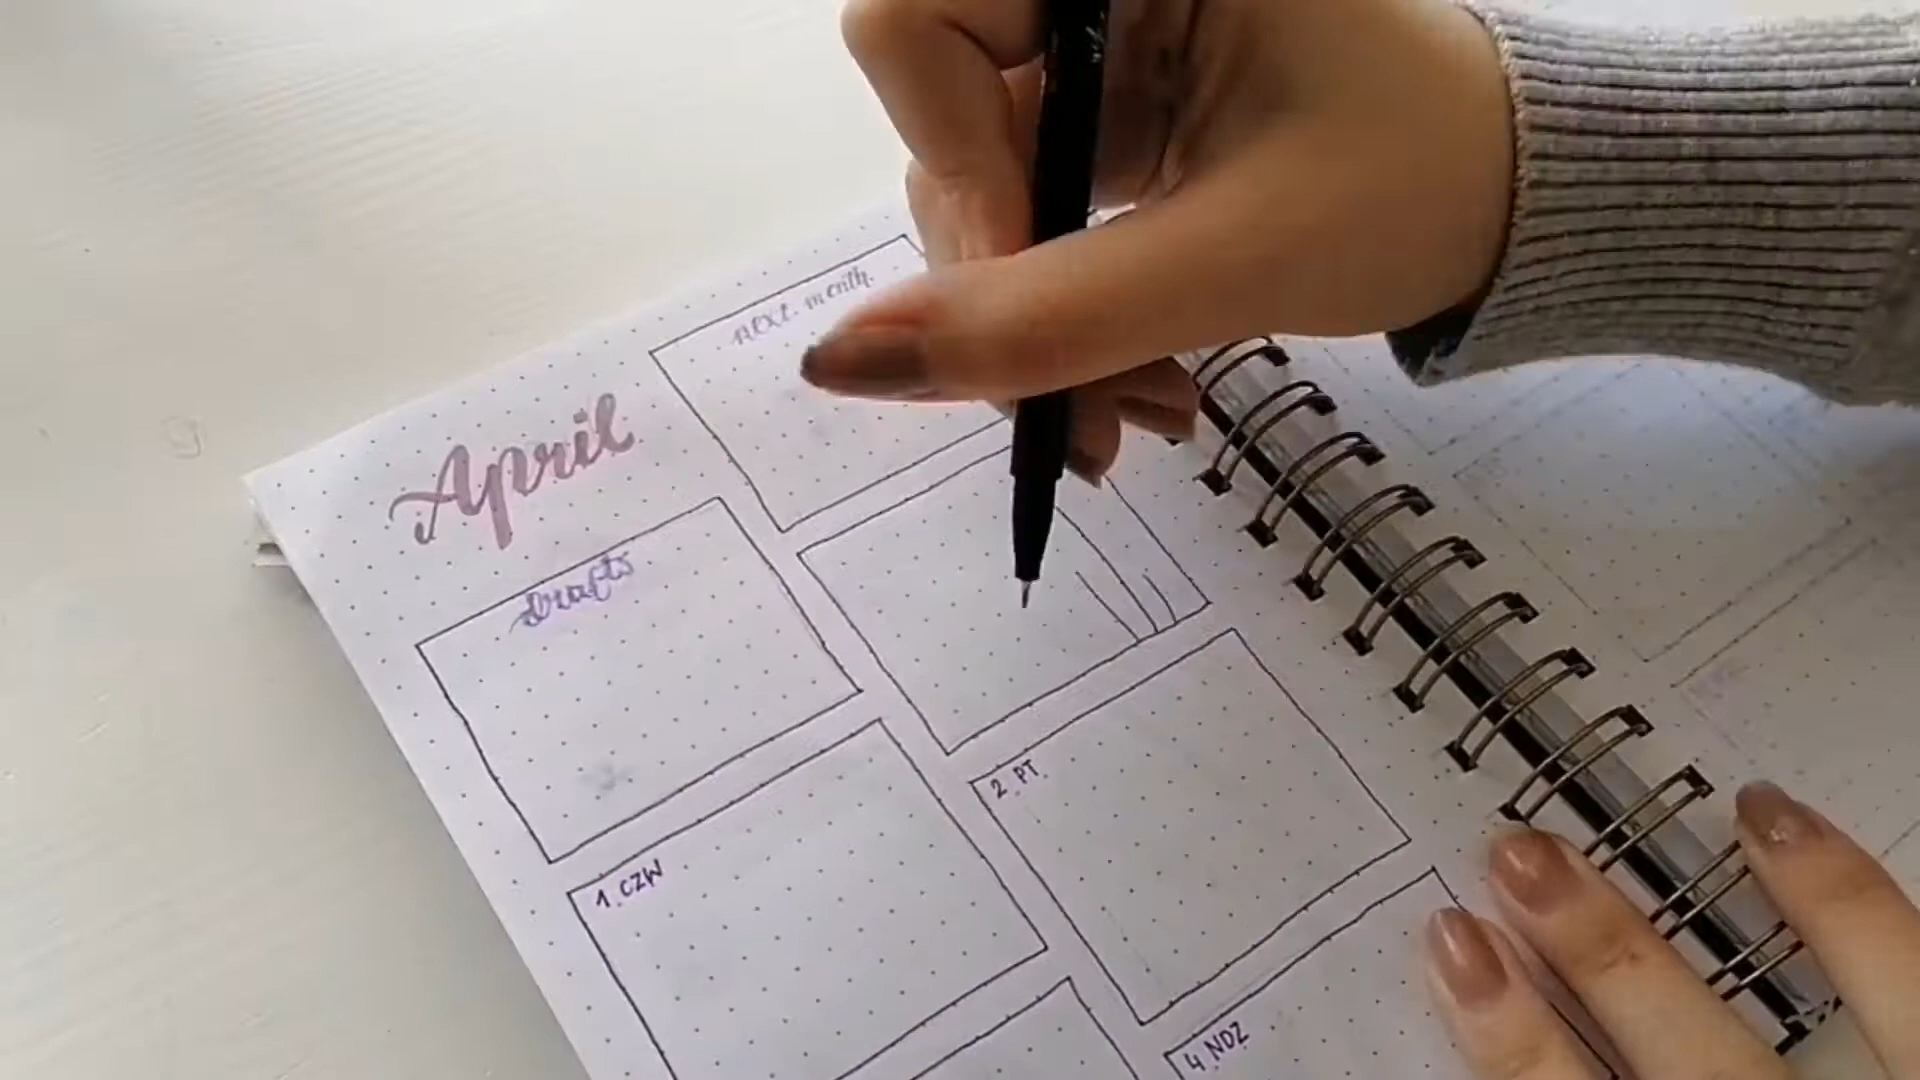 April
next month.
Drafts
1. CZW
2. PT
4. NDZ